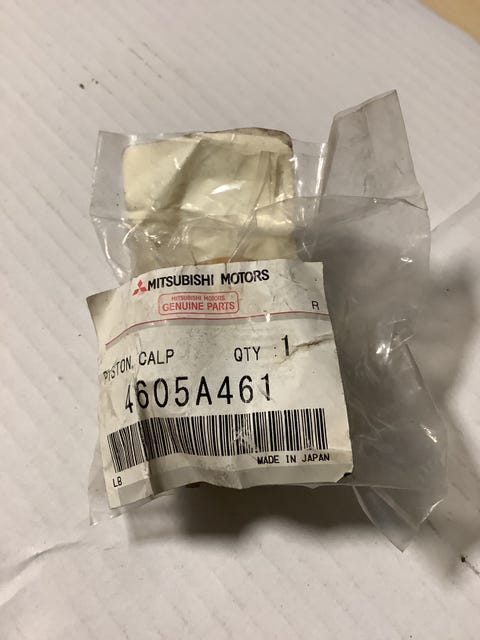 MITSUBISHI MOTORS
MITSUBISHI MOTORS
GENUINE PARTS
R
PISTON, CALP QTY 1
4605A461
MADE IN JAPAN
LB